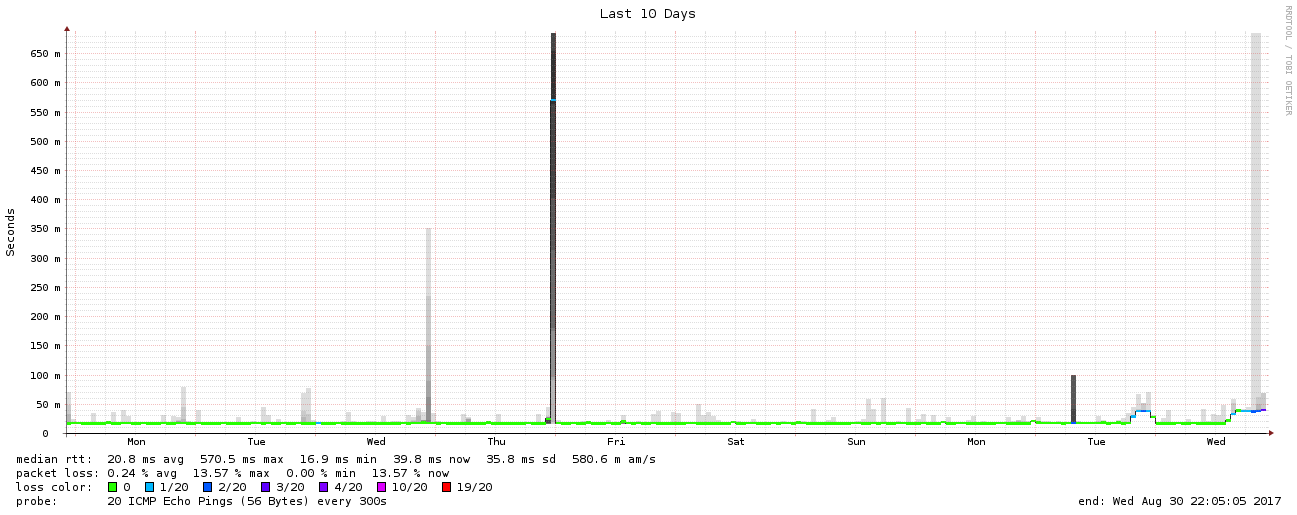 Last 10 Days
RRDTOOL / TOBI OETIKER
Seconds
650 m
600 m
550 m
500 m
450 m
400 m
350 m
300 m
250 m
200 m
150 m
100 m
50 m
0
Mon Tue Wed Thu Fri Sat Sun Mon Tue Wed
median rtt: 20.8 ms avg 570.5 ms max 16.9 ms min 39.8 ms now 35.8 ms sd 580.6 m am/s
packet loss: 0.24 % avg 13.57 % max 0.00 % min 13.57 % now
loss color: 0 1/20 2/20 3/20 4/20 10/20 19/20
probe: 20 ICMP Echo Pings (56 Bytes) every 300s end: Wed Aug 30 22:05:05 2017